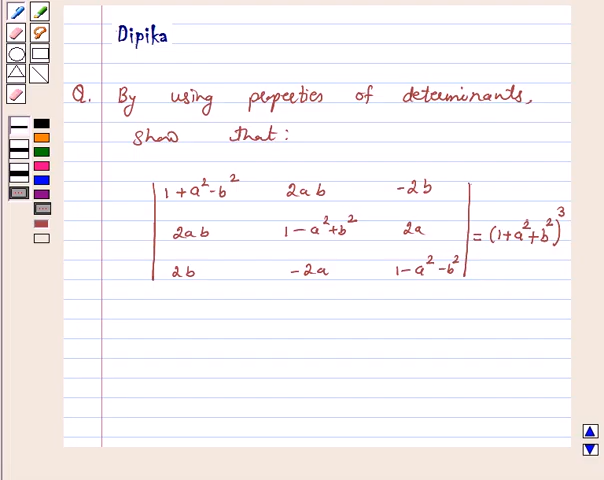 Dipika
Q. By using properties of determinants,
show that:
| 1+a²-b² 2ab -2b |
| 2ab 1-a²+b² 2a | = (1+a²+b²)³
| 2b -2a 1-a²-b² |